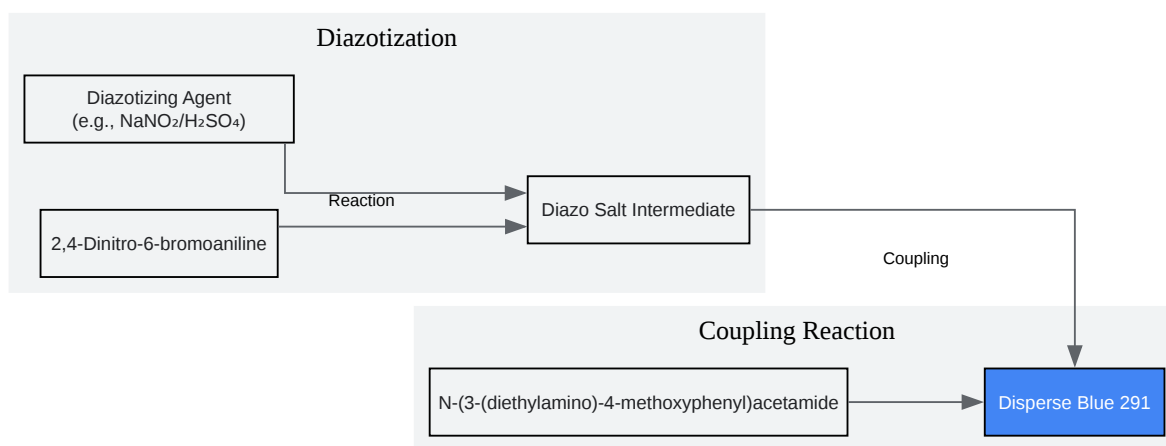 Diazotization
Diazotizing Agent
(e.g., NaNO₂/H₂SO₄)
Reaction
2,4-Dinitro-6-bromoaniline
Diazo Salt Intermediate
Coupling
Coupling Reaction
N-(3-(diethylamino)-4-methoxyphenyl)acetamide
Disperse Blue 291